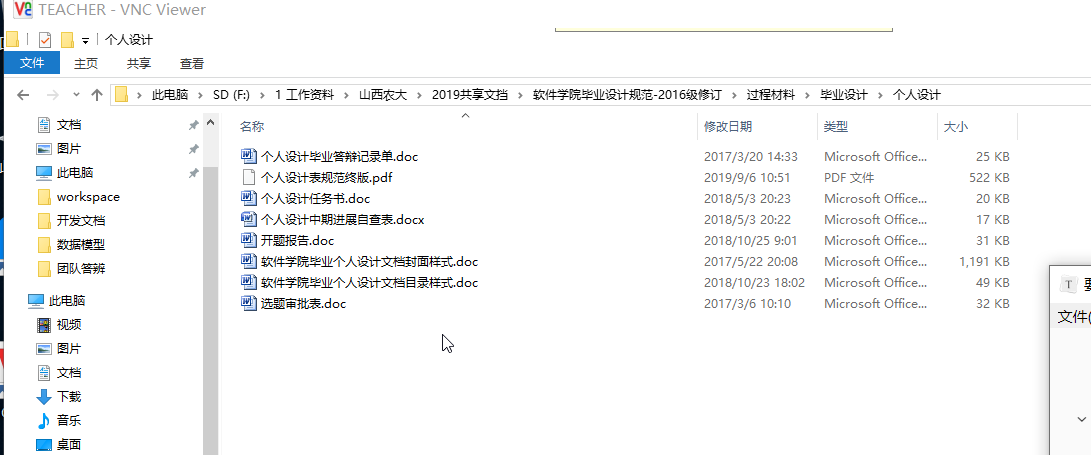 TEACHER - VNC Viewer
个人设计
文件 主页 共享 查看
此电脑 SD (F:) 1 工作资料 山西农大 2019共享文挡 软件学院毕业设计规范-2016级修订 过程材料 毕业设计 个人设计
文档
图片
此电脑
workspace
开发文档
数据模型
团队答辨
此电脑
视频
图片
文档
下载
音乐
桌面
名称 修改日期 类型 大小
个人设计毕业答辩记录单.doc 2017/3/20 14:33 Microsoft Office... 25 KB
个人设计表规范终版.pdf 2019/9/6 10:51 PDF 文件 522 KB
个人设计任务书.doc 2018/5/3 20:23 Microsoft Office... 20 KB
个人设计中期进展自查表.docx 2018/5/3 20:22 Microsoft Office... 17 KB
开题报告.doc 2018/10/25 9:01 Microsoft Office... 31 KB
软件学院毕业个人设计文档封面样式.doc 2017/5/22 20:08 Microsoft Office... 1,191 KB
软件学院毕业个人设计文档目录样式.doc 2018/10/23 18:02 Microsoft Office... 49 KB
选题审批表.doc 2017/3/6 10:10 Microsoft Office... 32 KB
T
文件(